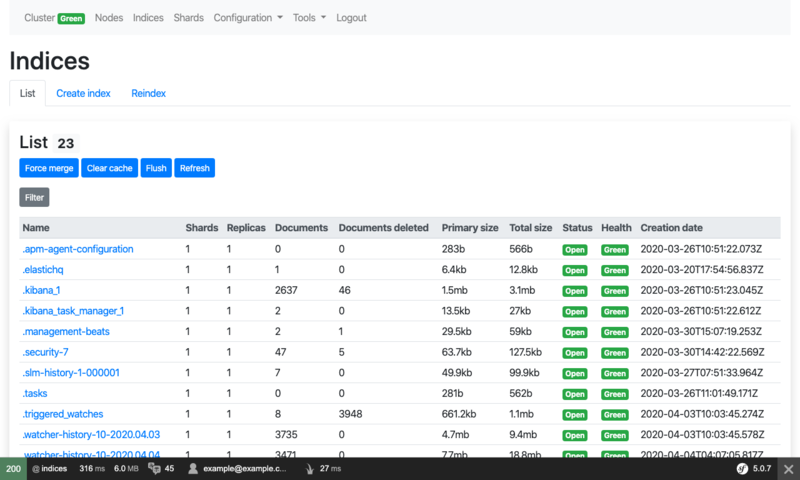 Cluster Green Nodes Indices Shards Configuration Tools Logout
Indices
List Create index Reindex
List 23
Force merge Clear cache Flush Refresh
Filter
Name Shards Replicas Documents Documents deleted Primary size Total size Status Health Creation date
.apm-agent-configuration 1 1 0 0 283b 566b Open Green 2020-03-26T10:51:22.073Z
.elastichq 1 1 1 0 6.4kb 12.8kb Open Green 2020-03-20T17:54:56.837Z
.kibana_1 1 1 2637 46 1.5mb 3.1mb Open Green 2020-03-26T10:51:23.045Z
.kibana_task_manager_1 1 1 2 0 13.5kb 27kb Open Green 2020-03-26T10:51:22.612Z
.management-beats 1 1 2 1 29.5kb 59kb Open Green 2020-03-30T15:07:19.253Z
.security-7 1 1 47 5 63.7kb 127.5kb Open Green 2020-03-30T14:42:22.569Z
.slm-history-1-000001 1 1 7 0 49.9kb 99.9kb Open Green 2020-03-27T07:51:33.964Z
.tasks 1 1 0 0 281b 562b Open Green 2020-03-26T11:01:49.171Z
.triggered_watches 1 1 8 3948 661.2kb 1.1mb Open Green 2020-04-03T10:03:45.274Z
.watcher-history-10-2020.04.03 1 1 3735 0 4.7mb 9.4mb Open Green 2020-04-03T10:03:45.578Z
.watcher-history-10-2020.04.04 1 1 3471 0 7.7mb 18.8mb Open Green 2020-04-04T04:07:05.817Z
200 @ indices 316 ms 6.0 MB 45 example@example.c... 27 ms sf 5.0.7